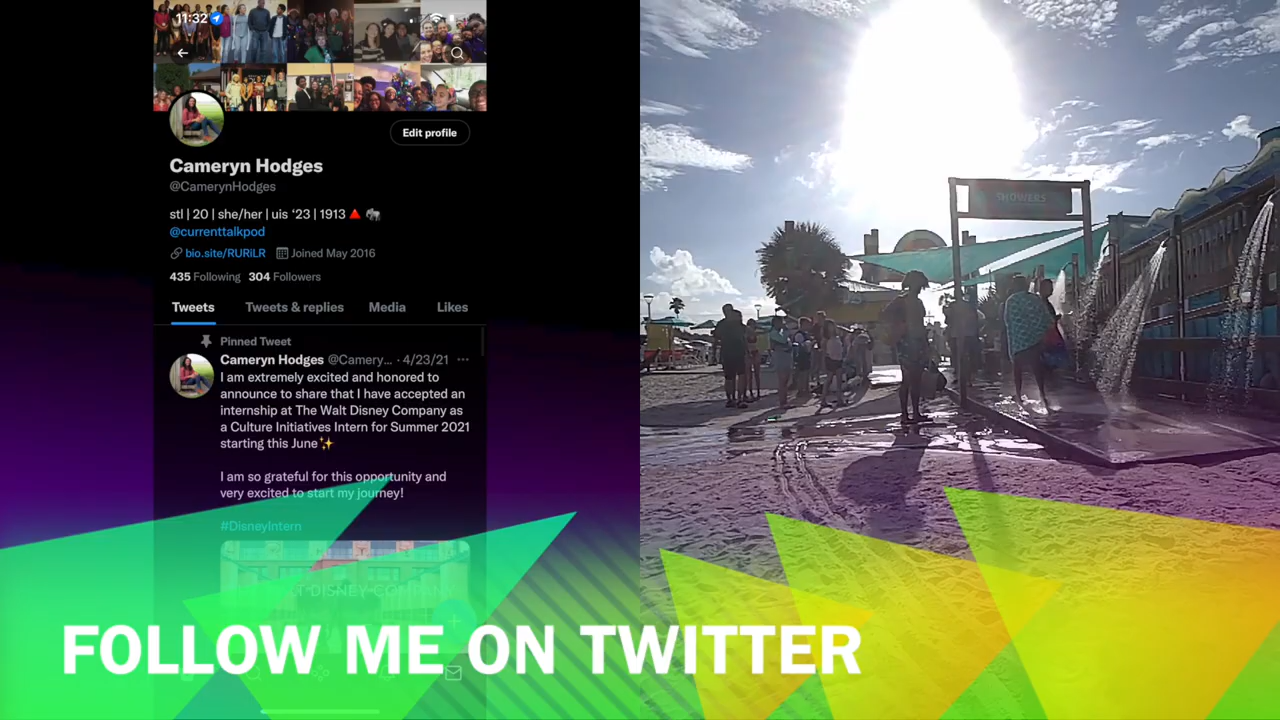 11:32
Edit profile
Cameryn Hodges
@CamerynHodges
stl | 20 | she/her | uis ‘23 | 1913 🔺 🐘
@currenttalkpod
bio.site/RURILR Joined May 2016
435 Following 304 Followers
Tweets Tweets & replies Media Likes
Pinned Tweet
Cameryn Hodges @Camery... · 4/23/21 ···
I am extremely excited and honored to
announce to share that I have accepted an
internship at The Walt Disney Company as
a Culture Initiatives Intern for Summer 2021
starting this June✨
I am so grateful for this opportunity and
very excited to start my journey!
#DisneyIntern
DISNEY COMPANY
SHOWERS
FOLLOW ME ON TWITTER